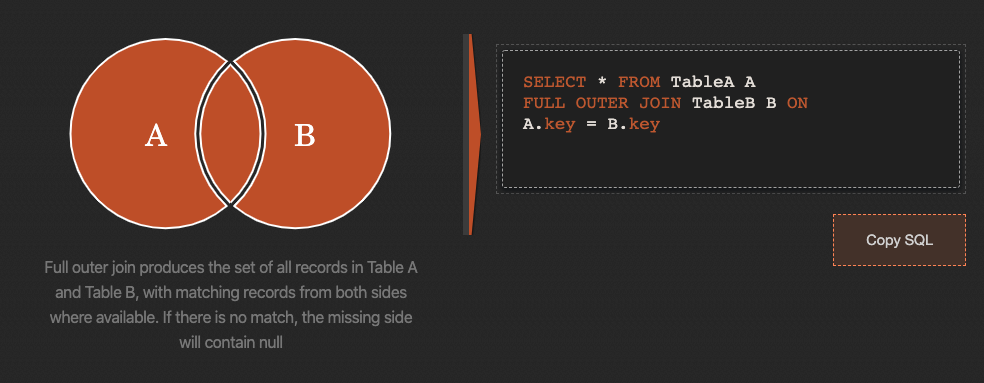 A
B
Full outer join produces the set of all records in Table A
and Table B, with matching records from both sides
where available. If there is no match, the missing side
will contain null
SELECT * FROM TableA A
FULL OUTER JOIN TableB B ON
A.key = B.key
Copy SQL